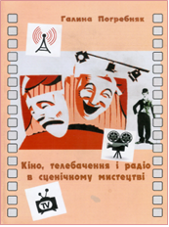 Галина Погребняк
Кіно, телебачення і радіо
в сценічному мистецтві
TV